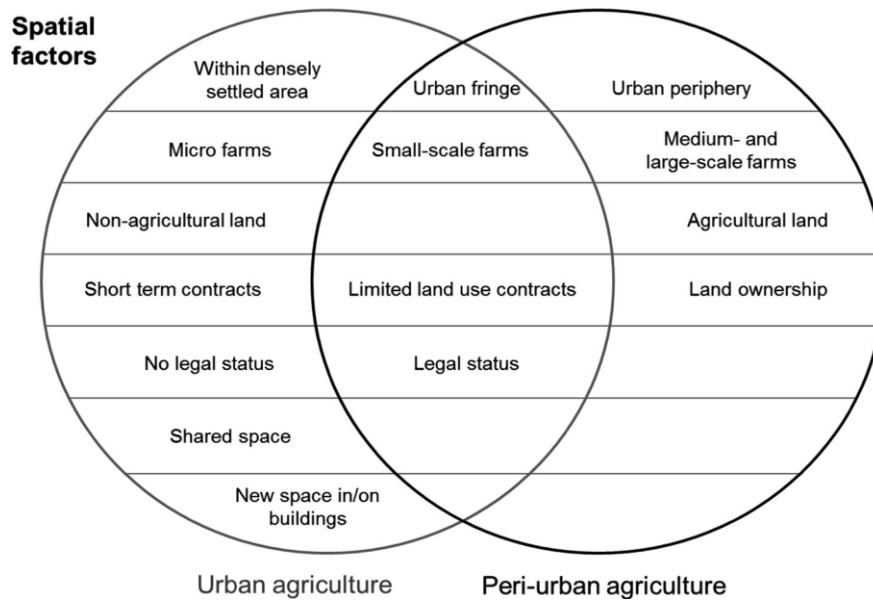 Spatial
factors
Within densely
settled area
Urban fringe
Urban periphery
Micro farms
Small-scale farms
Medium- and
large-scale farms
Non-agricultural land
Agricultural land
Short term contracts
Limited land use contracts
Land ownership
No legal status
Legal status
Shared space
New space in/on
buildings
Urban agriculture
Peri-urban agriculture